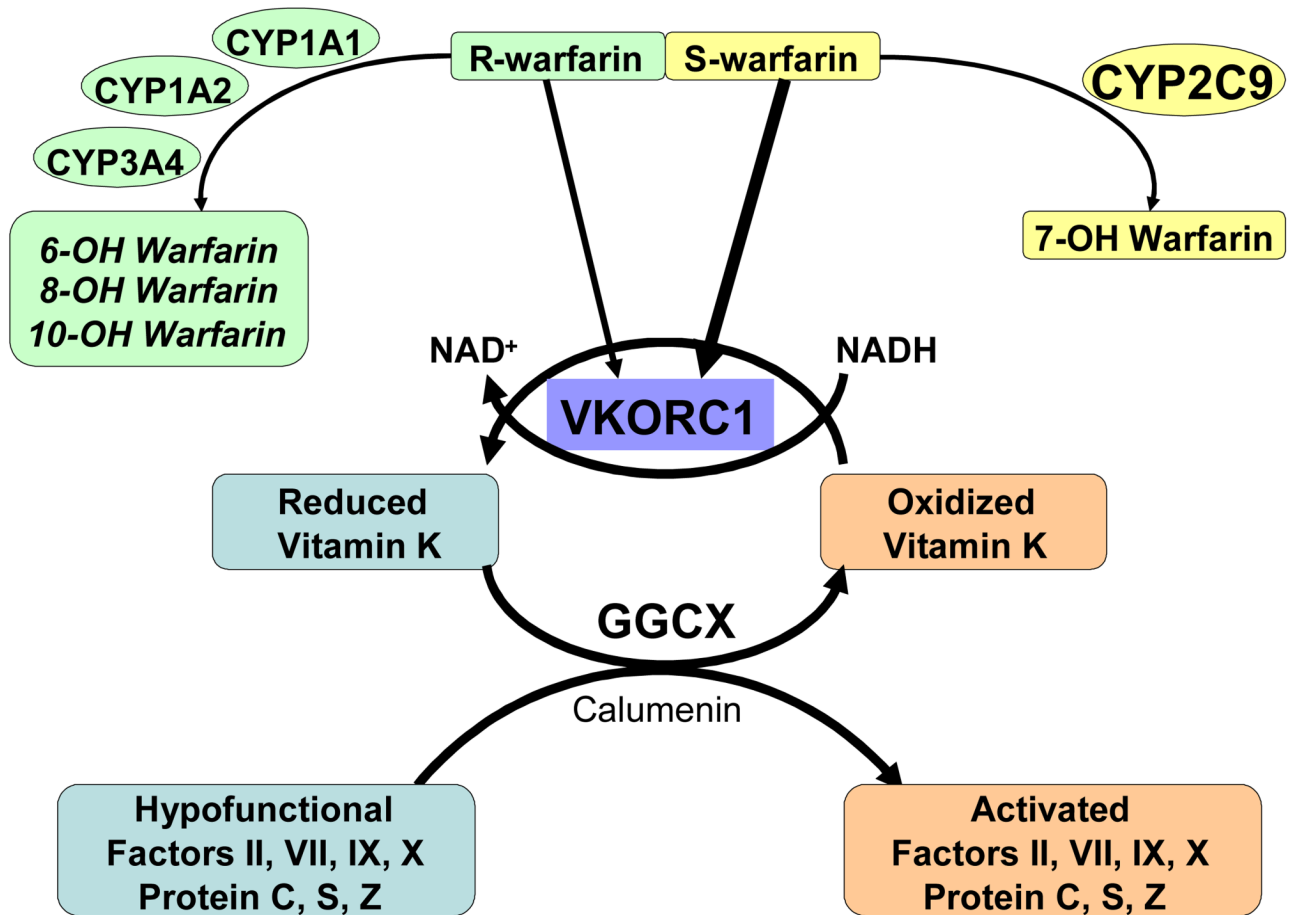 CYP1A1
R-warfarin
S-warfarin
CYP2C9
CYP1A2
CYP3A4
6-OH Warfarin
8-OH Warfarin
10-OH Warfarin
7-OH Warfarin
NAD⁺
NADH
VKORC1
Reduced
Vitamin K
Oxidized
Vitamin K
GGCX
Calumenin
Hypofunctional
Factors II, VII, IX, X
Protein C, S, Z
Activated
Factors II, VII, IX, X
Protein C, S, Z